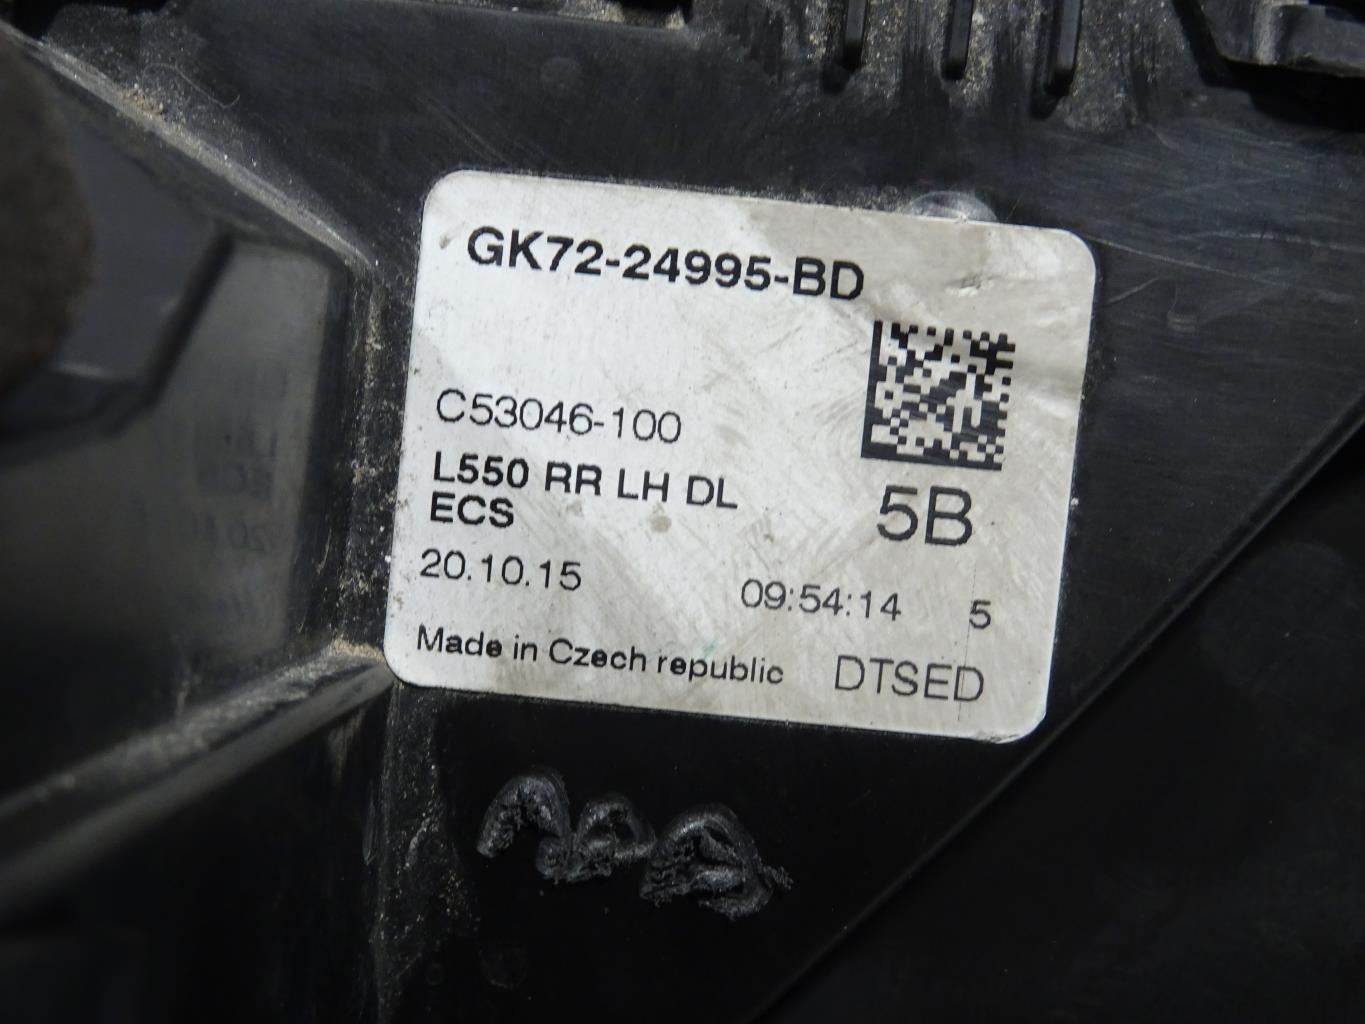 GK72-24995-BD
C53046-100
L550 RR LH DL
ECS
5B
20.10.15 09:54:14 5
Made in Czech republic DTSED